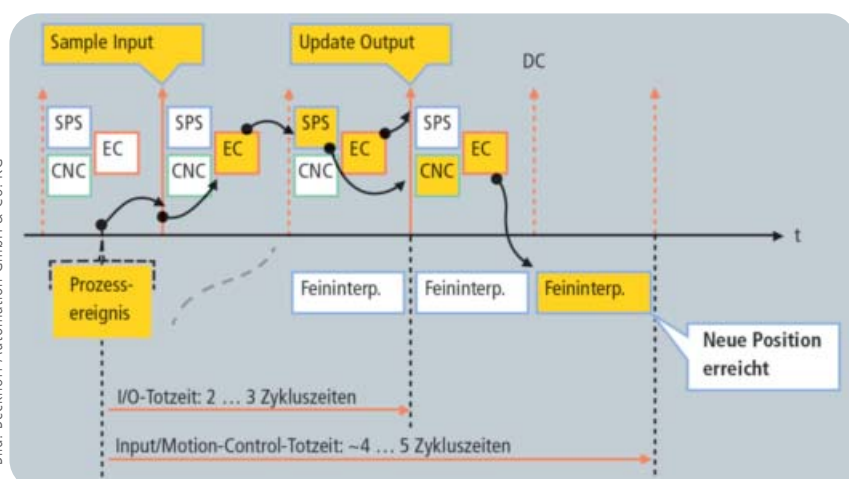 Sample Input
Update Output
DC
SPS
EC
CNC
SPS
EC
CNC
SPS
EC
CNC
SPS
EC
CNC
t
Prozess-
ereignis
Feininterp.
Feininterp.
Feininterp.
Neue Position
erreicht
I/O-Totzeit: 2 … 3 Zykluszeiten
Input/Motion-Control-Totzeit: ~4 … 5 Zykluszeiten